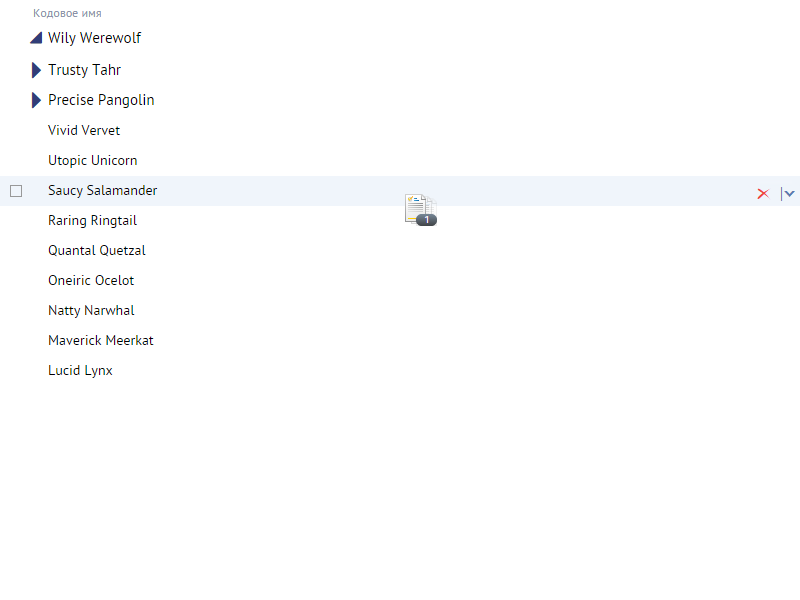 Кодовое имя
Wily Werewolf
Trusty Tahr
Precise Pangolin
Vivid Vervet
Utopic Unicorn
Saucy Salamander
1
Raring Ringtail
Quantal Quetzal
Oneiric Ocelot
Natty Narwhal
Maverick Meerkat
Lucid Lynx